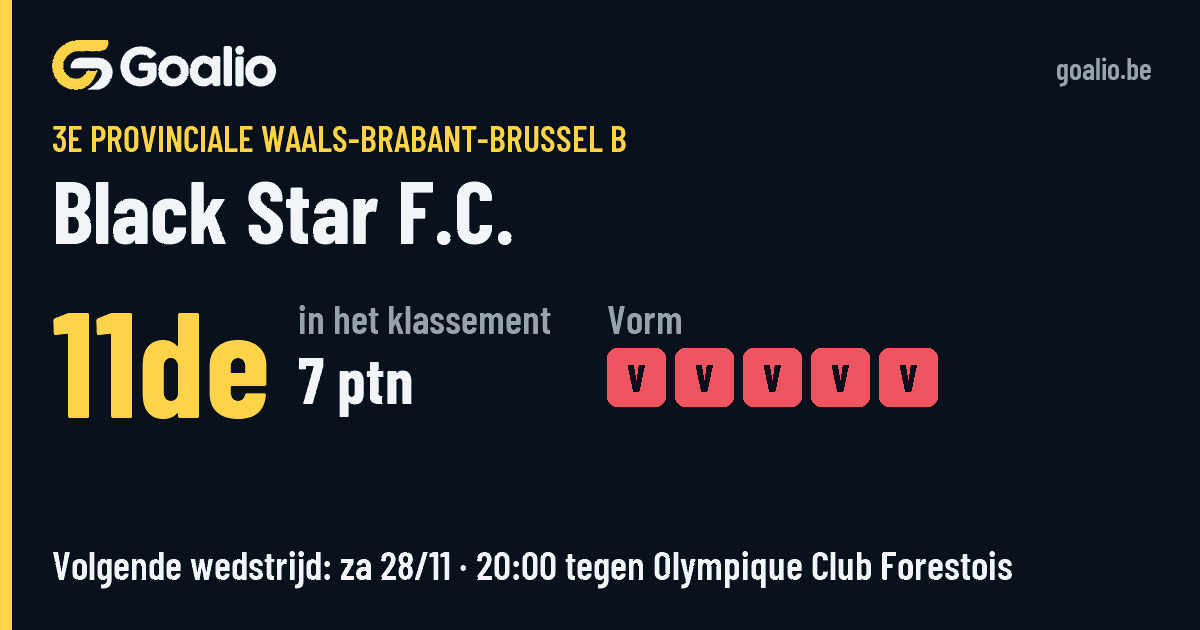 Goalio
goalio.be
3E PROVINCIALE WAALS-BRABANT-BRUSSEL B
Black Star F.C.
11de
in het klassement
7 ptn
Vorm
V V V V V
Volgende wedstrijd: za 28/11 · 20:00 tegen Olympique Club Forestois